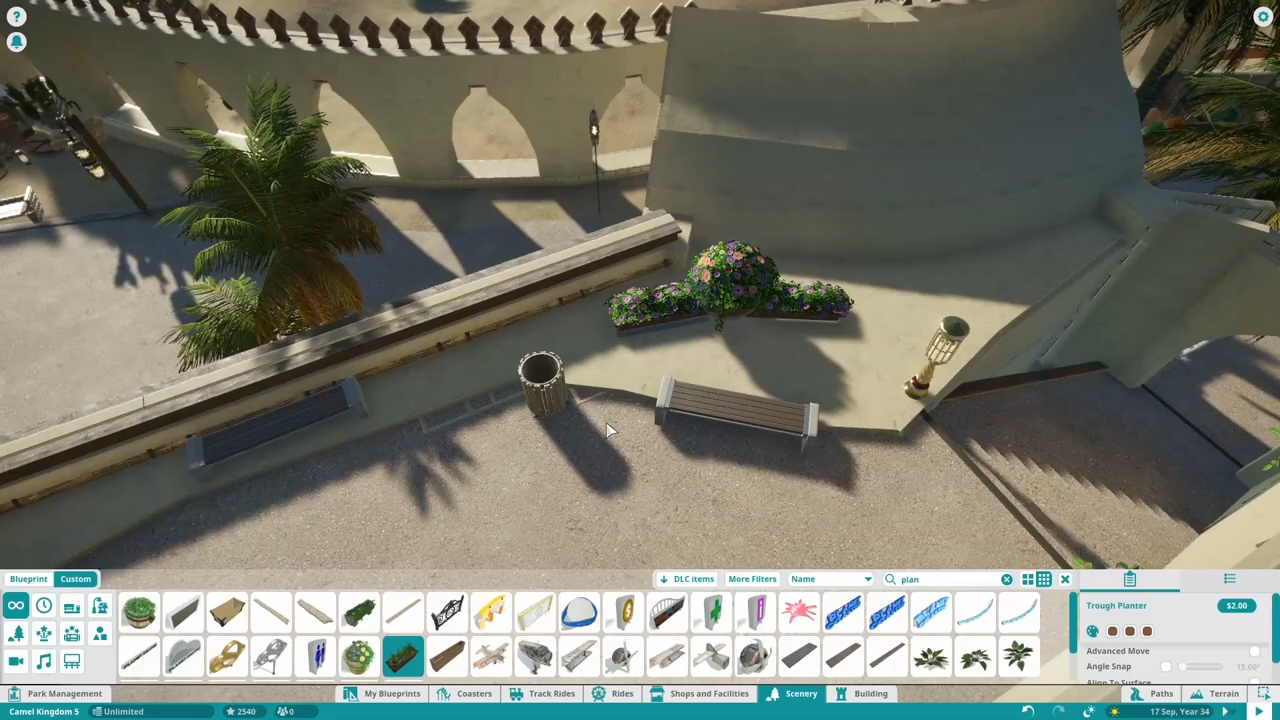 ?
Blueprint Custom
DLC items More Filters Name plan
Trough Planter $2.00
Advanced Move
Angle Snap 15.00°
Park Management My Blueprints Coasters Track Rides Rides Shops and Facilities Scenery Building Paths Terrain
Camel Kingdom 5 Unlimited 2540 0 17 Sep, Year 34